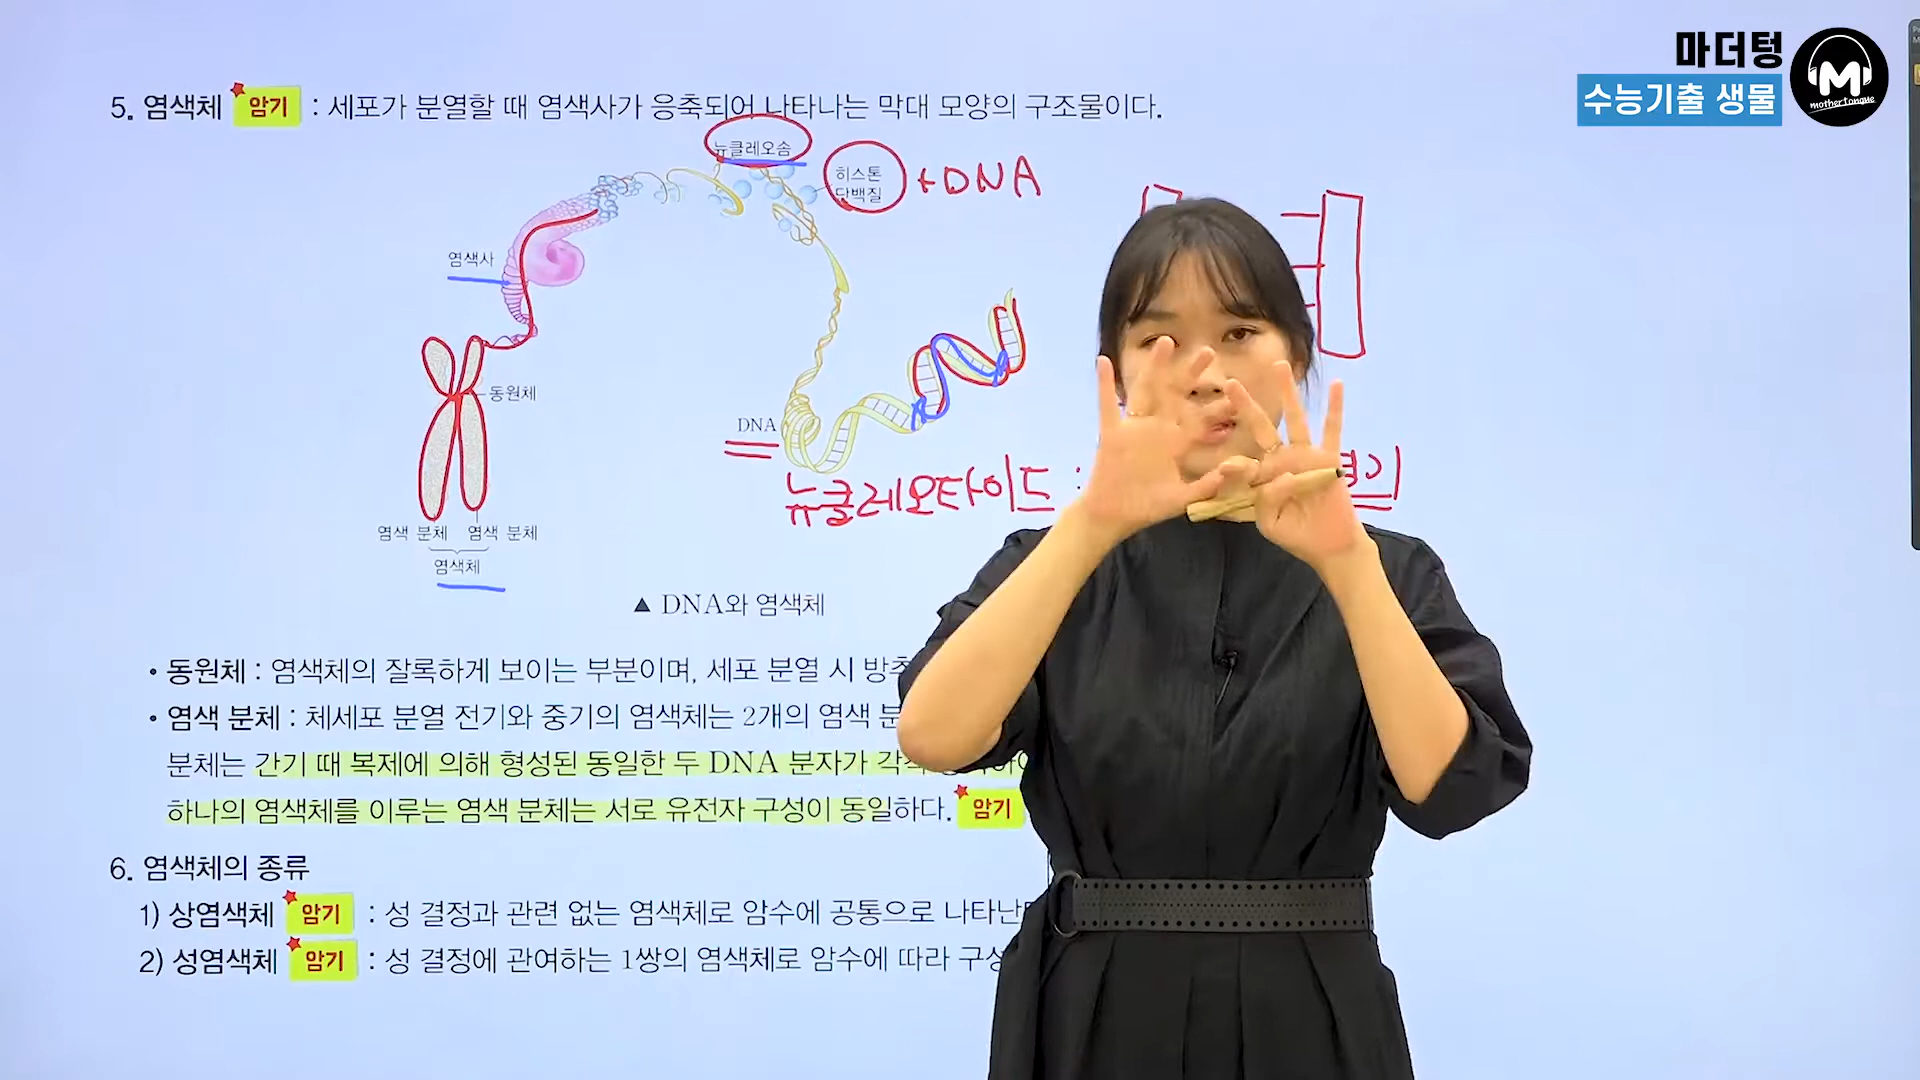 마더텅
수능기출 생물
M
mothertongue
5. 염색체 암기 : 세포가 분열할 때 염색사가 응축되어 나타나는 막대 모양의 구조물이다.
뉴클레오솜
히스톤
단백질
+DNA
염색사
동원체
DNA
뉴클레오타이드 :
염기
염색 분체 염색 분체
염색체
▲ DNA와 염색체
• 동원체 : 염색체의 잘록하게 보이는 부분이며, 세포 분열 시 방추
• 염색 분체 : 체세포 분열 전기와 중기의 염색체는 2개의 염색 분
분체는 간기 때 복제에 의해 형성된 동일한 두 DNA 분자가 각각
하나의 염색체를 이루는 염색 분체는 서로 유전자 구성이 동일하다. 암기
6. 염색체의 종류
1) 상염색체 암기 : 성 결정과 관련 없는 염색체로 암수에 공통으로 나타난
2) 성염색체 암기 : 성 결정에 관여하는 1쌍의 염색체로 암수에 따라 구성